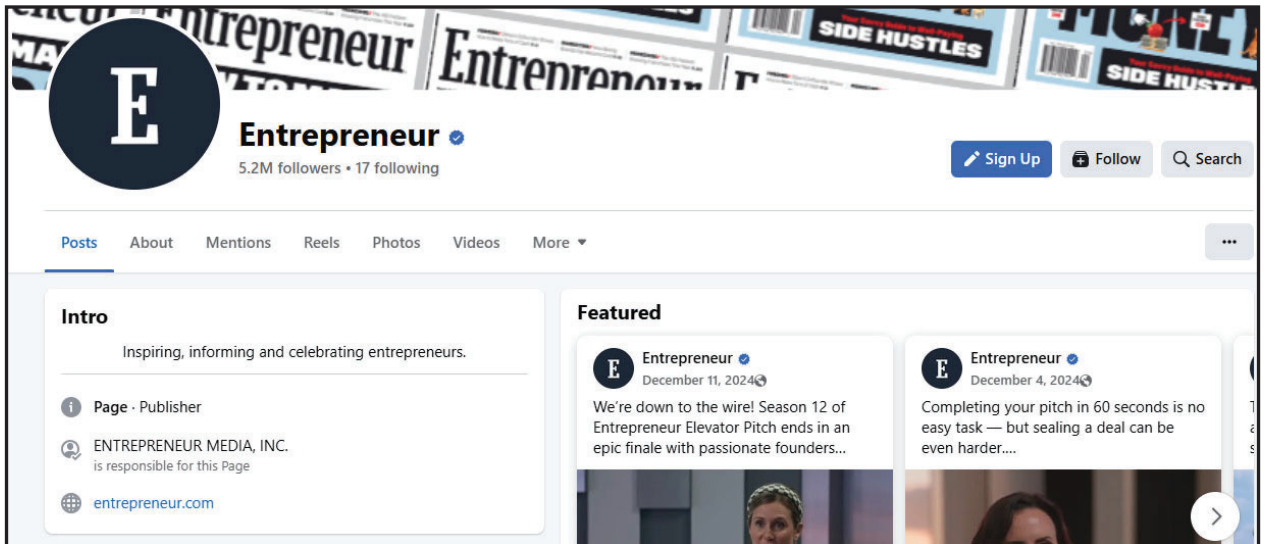 Entrepreneur
Entrepreneur
SIDE HUSTLES
SIDE HUSTLES
E
Entrepreneur
5.2M followers • 17 following
Sign Up
Follow
Search
Posts
About
Mentions
Reels
Photos
Videos
More
Intro
Inspiring, informing and celebrating entrepreneurs.
Page · Publisher
ENTREPRENEUR MEDIA, INC.
is responsible for this Page
entrepreneur.com
Featured
E
Entrepreneur
December 11, 2024
We're down to the wire! Season 12 of
Entrepreneur Elevator Pitch ends in an
epic finale with passionate founders...
E
Entrepreneur
December 4, 2024
Completing your pitch in 60 seconds is no
easy task — but sealing a deal can be
even harder....